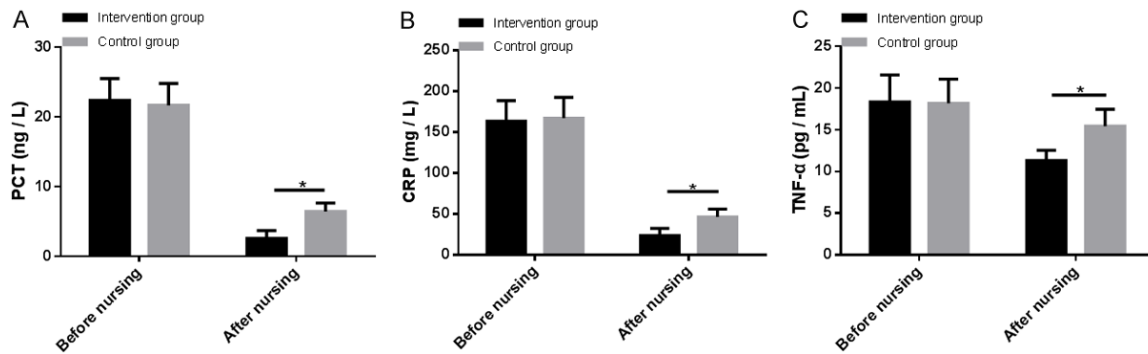 A
Intervention group
Control group
PCT (ng / L)
30
20
10
0
*
Before nursing
After nursing
B
Intervention group
Control group
CRP (mg / L)
250
200
150
100
50
0
*
Before nursing
After nursing
C
Intervention group
Control group
TNF-α (pg / mL)
25
20
15
10
5
0
*
Before nursing
After nursing